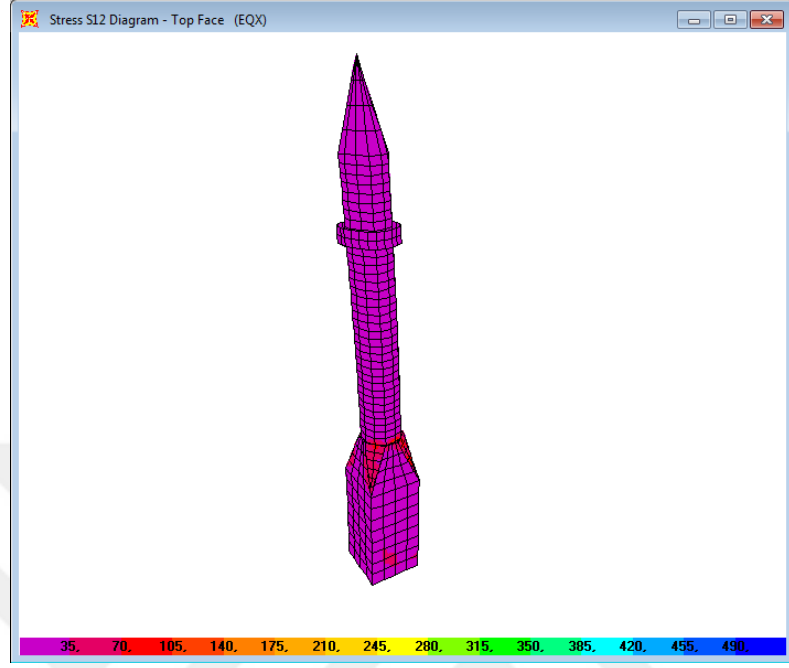 Stress S12 Diagram - Top Face (EQX)
35, 70, 105, 140, 175, 210, 245, 280, 315, 350, 385, 420, 455, 490,